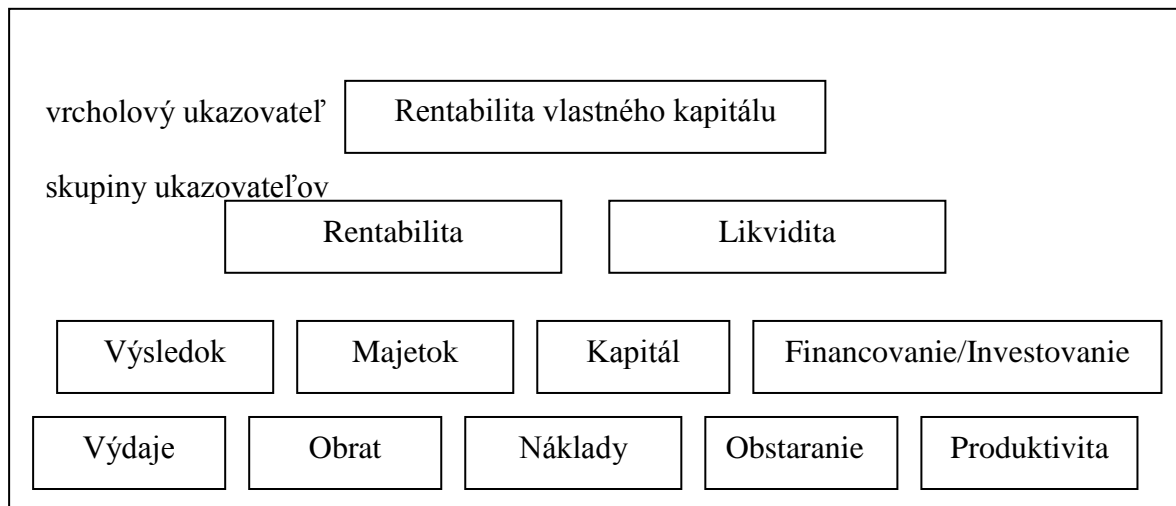 vrcholový ukazovateľ Rentabilita vlastného kapitálu
skupiny ukazovateľov
Rentabilita Likvidita
Výsledok Majetok Kapitál Financovanie/Investovanie
Výdaje Obrat Náklady Obstaranie Produktivita